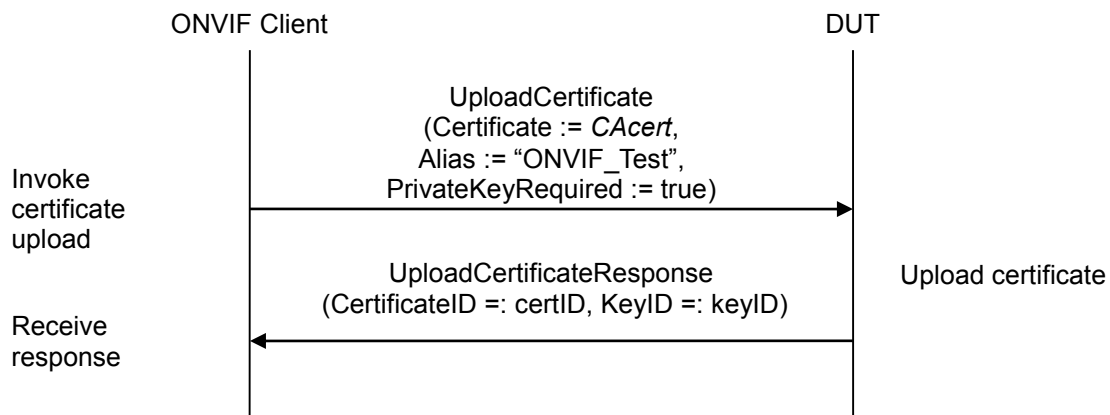 ONVIF Client
DUT
UploadCertificate
(Certificate := CAcert,
Alias := “ONVIF_Test”,
PrivateKeyRequired := true)
Invoke
certificate
upload
UploadCertificateResponse
(CertificateID =: certID, KeyID =: keyID)
Upload certificate
Receive
response